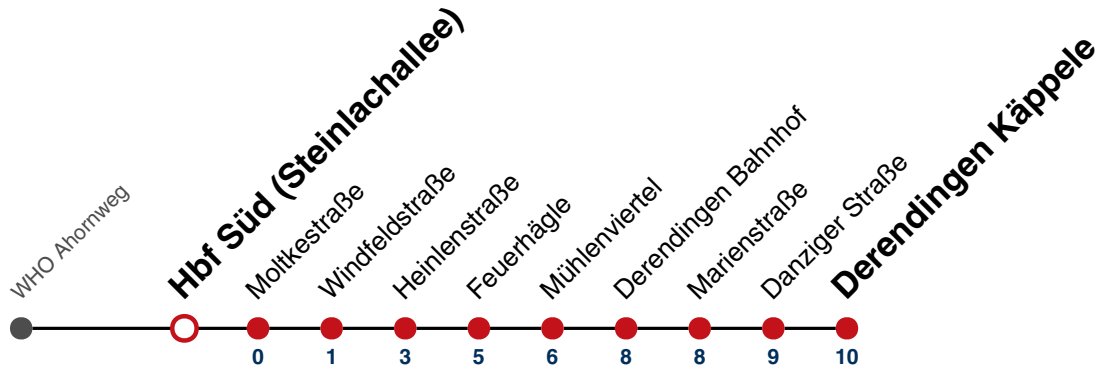 WHO Ahornweg
Hbf Süd (Steinlachallee)
Moltkestraße
Windfeldstraße
Heinlenstraße
Feuerhägle
Mühlenviertel
Derendingen Bahnhof
Marienstraße
Danziger Straße
Derendingen Käppele
0 1 3 5 6 8 8 9 10